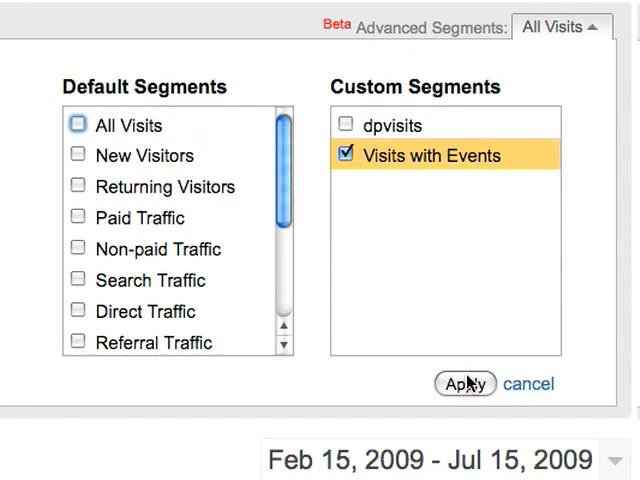 Beta Advanced Segments: All Visits
Default Segments
All Visits
New Visitors
Returning Visitors
Paid Traffic
Non-paid Traffic
Search Traffic
Direct Traffic
Referral Traffic
Custom Segments
dpvisits
Visits with Events
Apply cancel
Feb 15, 2009 - Jul 15, 2009